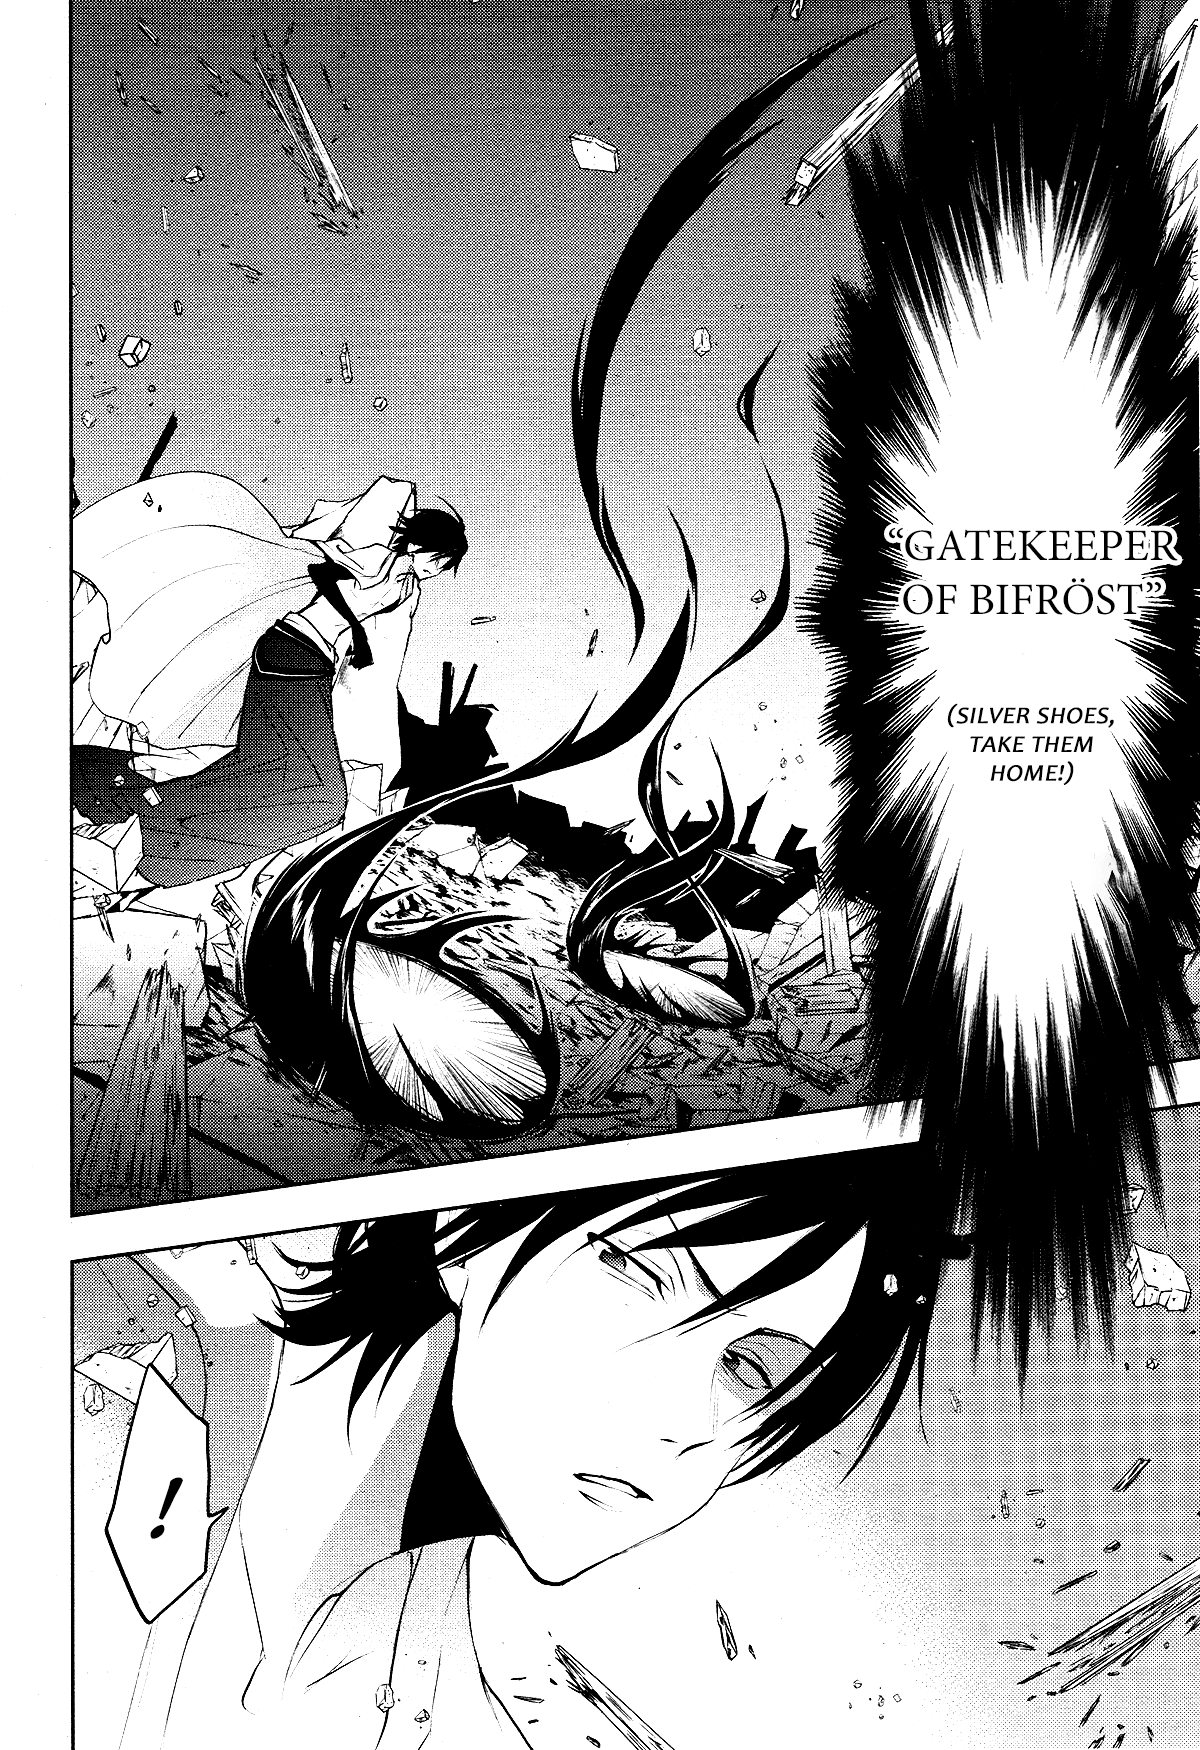 “GATEKEEPER
OF BIFRÖST”
(SILVER SHOES,
TAKE THEM
HOME!)
!